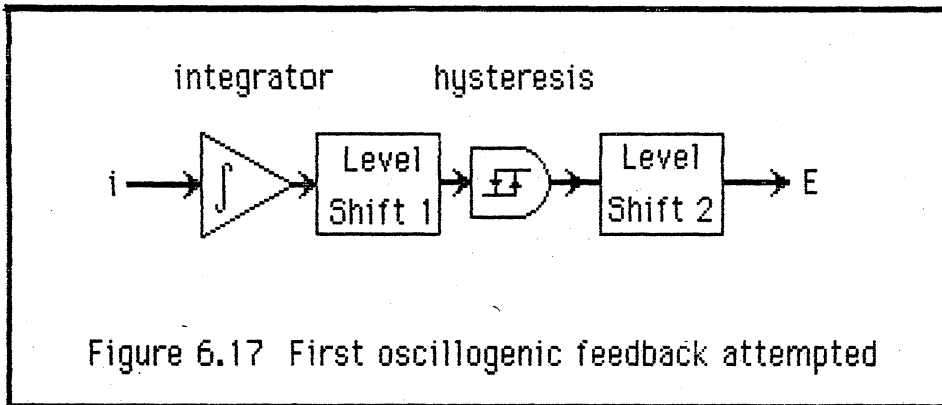 integrator hysteresis
i ∫ Level Shift 1 Level Shift 2 E
Figure 6.17 First oscillogenic feedback attempted